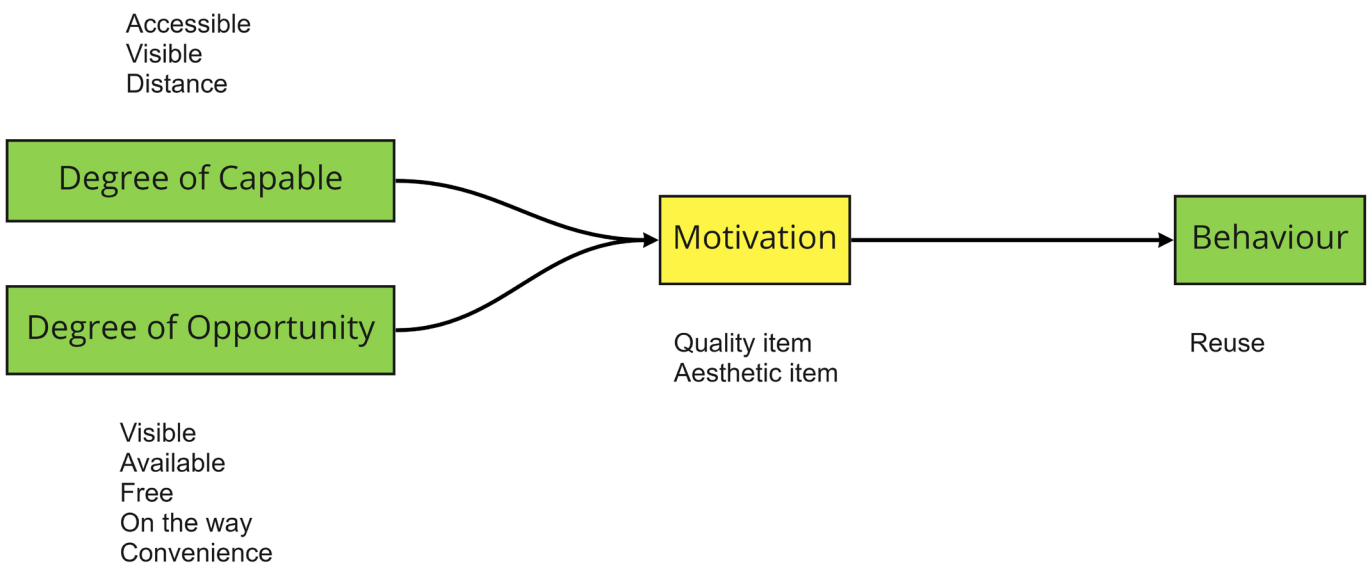 Accessible
Visible
Distance
Degree of Capable
Degree of Opportunity
Visible
Available
Free
On the way
Convenience
Motivation
Quality item
Aesthetic item
Behaviour
Reuse